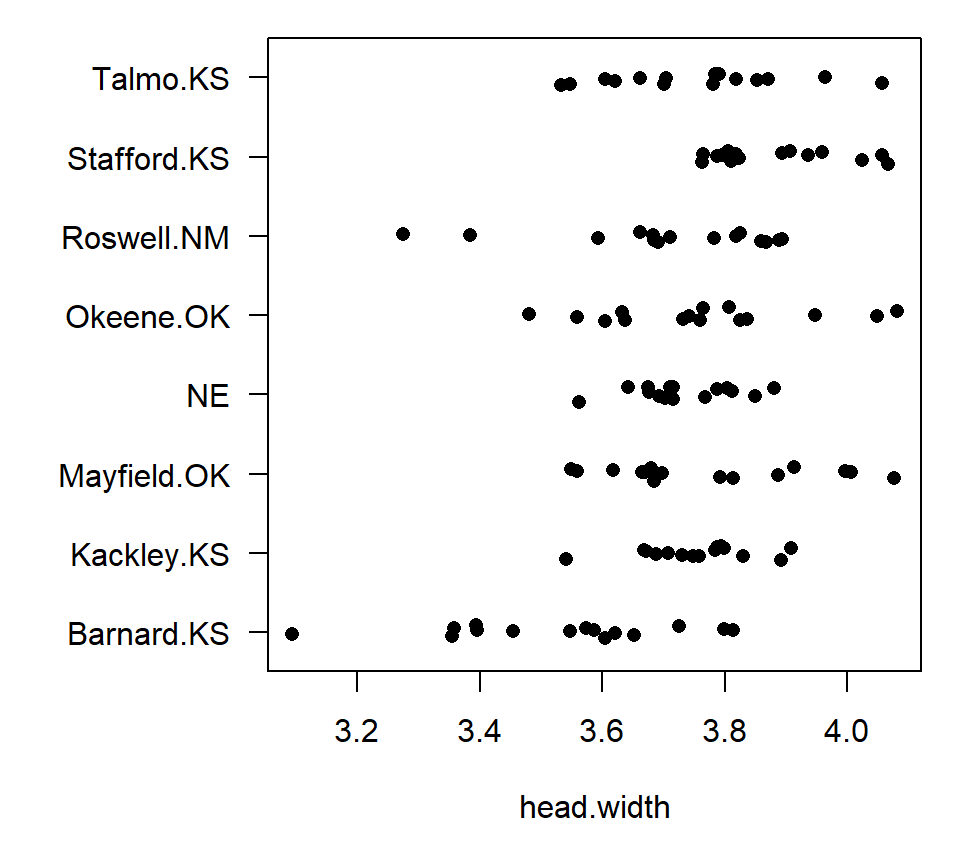 Talmo.KS
Stafford.KS
Roswell.NM
Okeene.OK
NE
Mayfield.OK
Kackley.KS
Barnard.KS
3.2 3.4 3.6 3.8 4.0
head.width